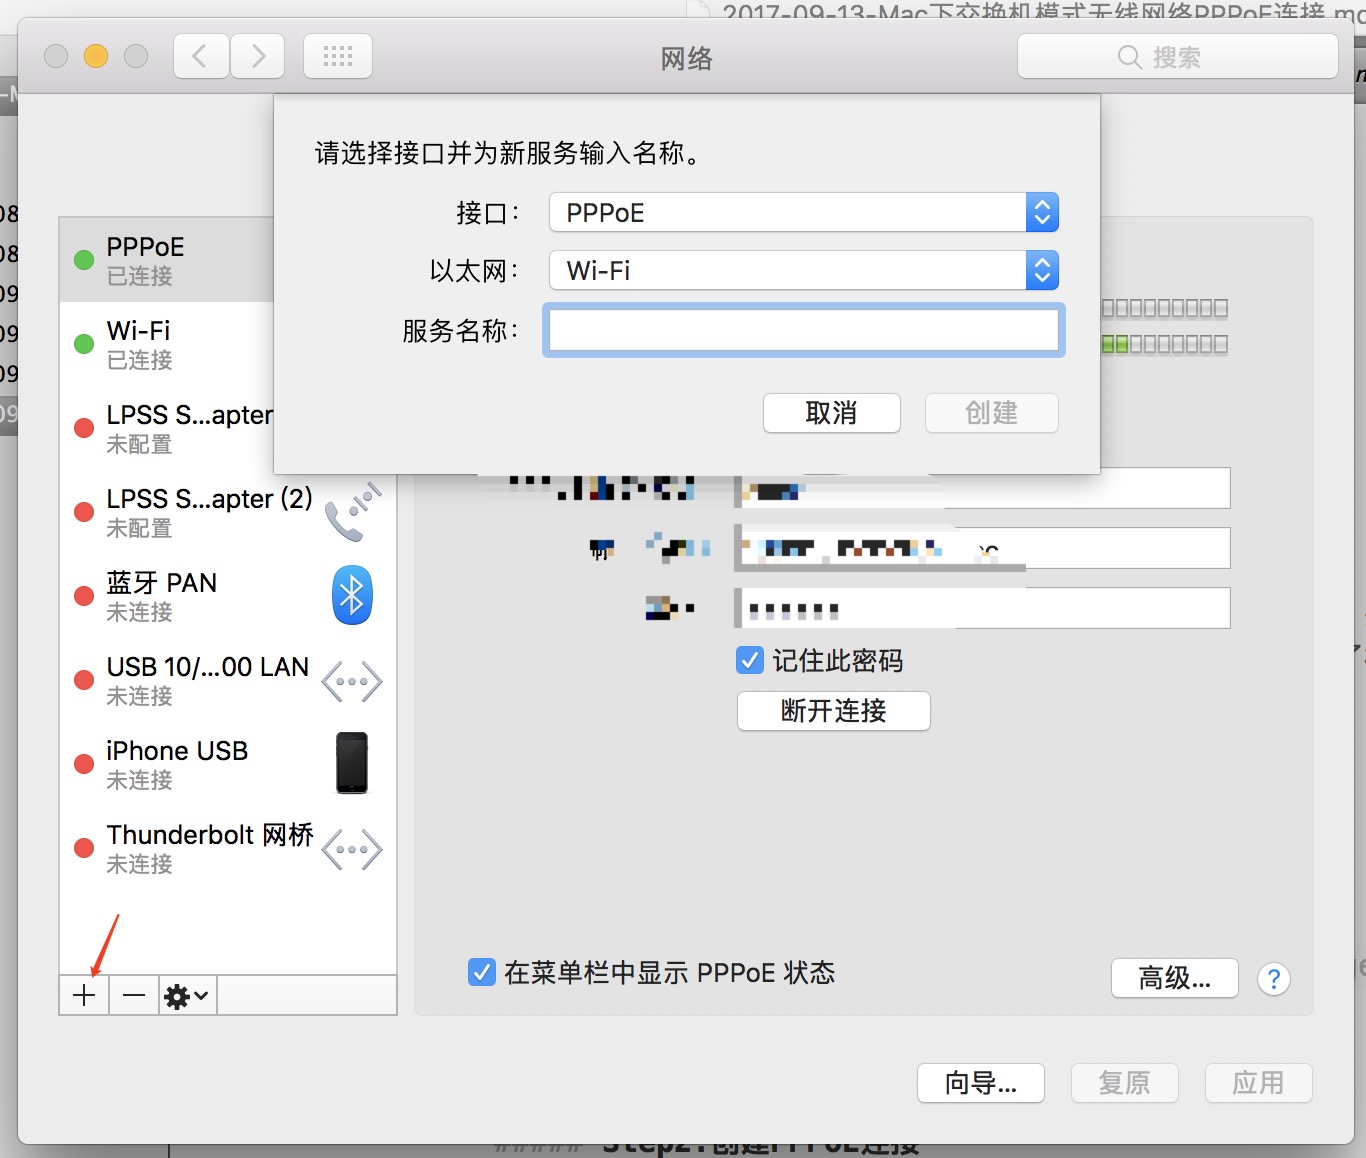 2017-09-13-Mac下交换机模式无线网络PPPoE连接.md
网络
搜索
请选择接口并为新服务输入名称。
接口：
PPPoE
以太网：
Wi-Fi
服务名称：
取消
创建
PPPoE
已连接
Wi-Fi
已连接
LPSS S...apter
未配置
LPSS S...apter (2)
未配置
蓝牙 PAN
未连接
USB 10/...00 LAN
未连接
iPhone USB
未连接
Thunderbolt 网桥
未连接
记住此密码
断开连接
在菜单栏中显示 PPPoE 状态
高级...
?
向导...
复原
应用
##### Step2:创建PPPoE连接
08
08
09
09
09
09